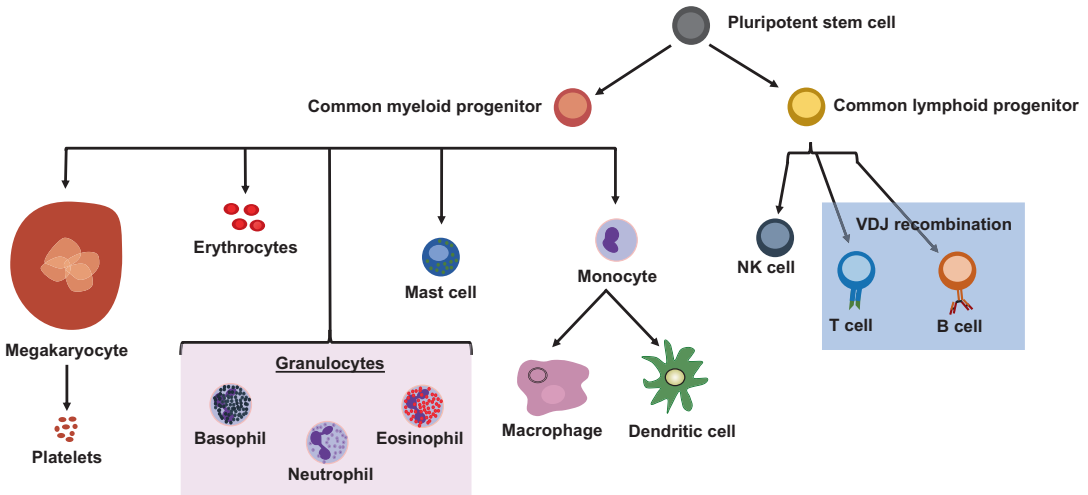 Pluripotent stem cell
Common myeloid progenitor
Common lymphoid progenitor
Erythrocytes
Mast cell
Monocyte
NK cell
VDJ recombination
T cell
B cell
Megakaryocyte
Platelets
Granulocytes
Basophil
Neutrophil
Eosinophil
Macrophage
Dendritic cell